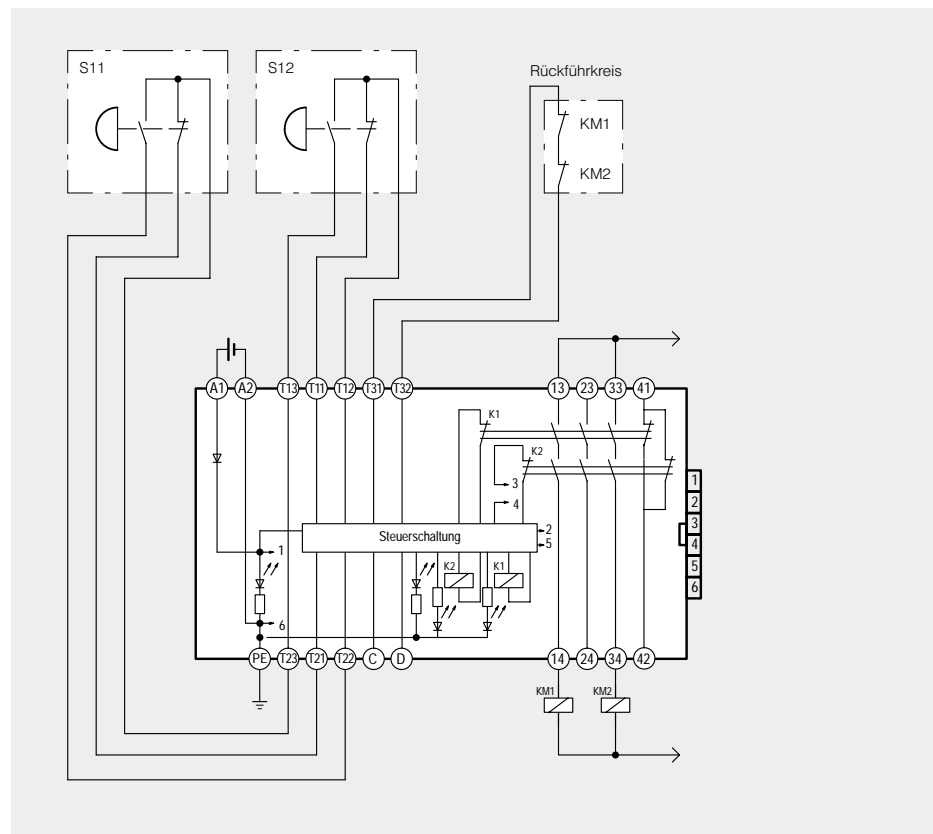 S11
S12
Rückführkreis
KM1
KM2
A1 A2 T13 T11 T12 T31 T32 13 23 33 41
K1
K2
3
4
1
2
3
4
5
6
Steuerschaltung
2
5
1
K2
K1
6
PE T23 T21 T22 C D 14 24 34 42
KM1
KM2